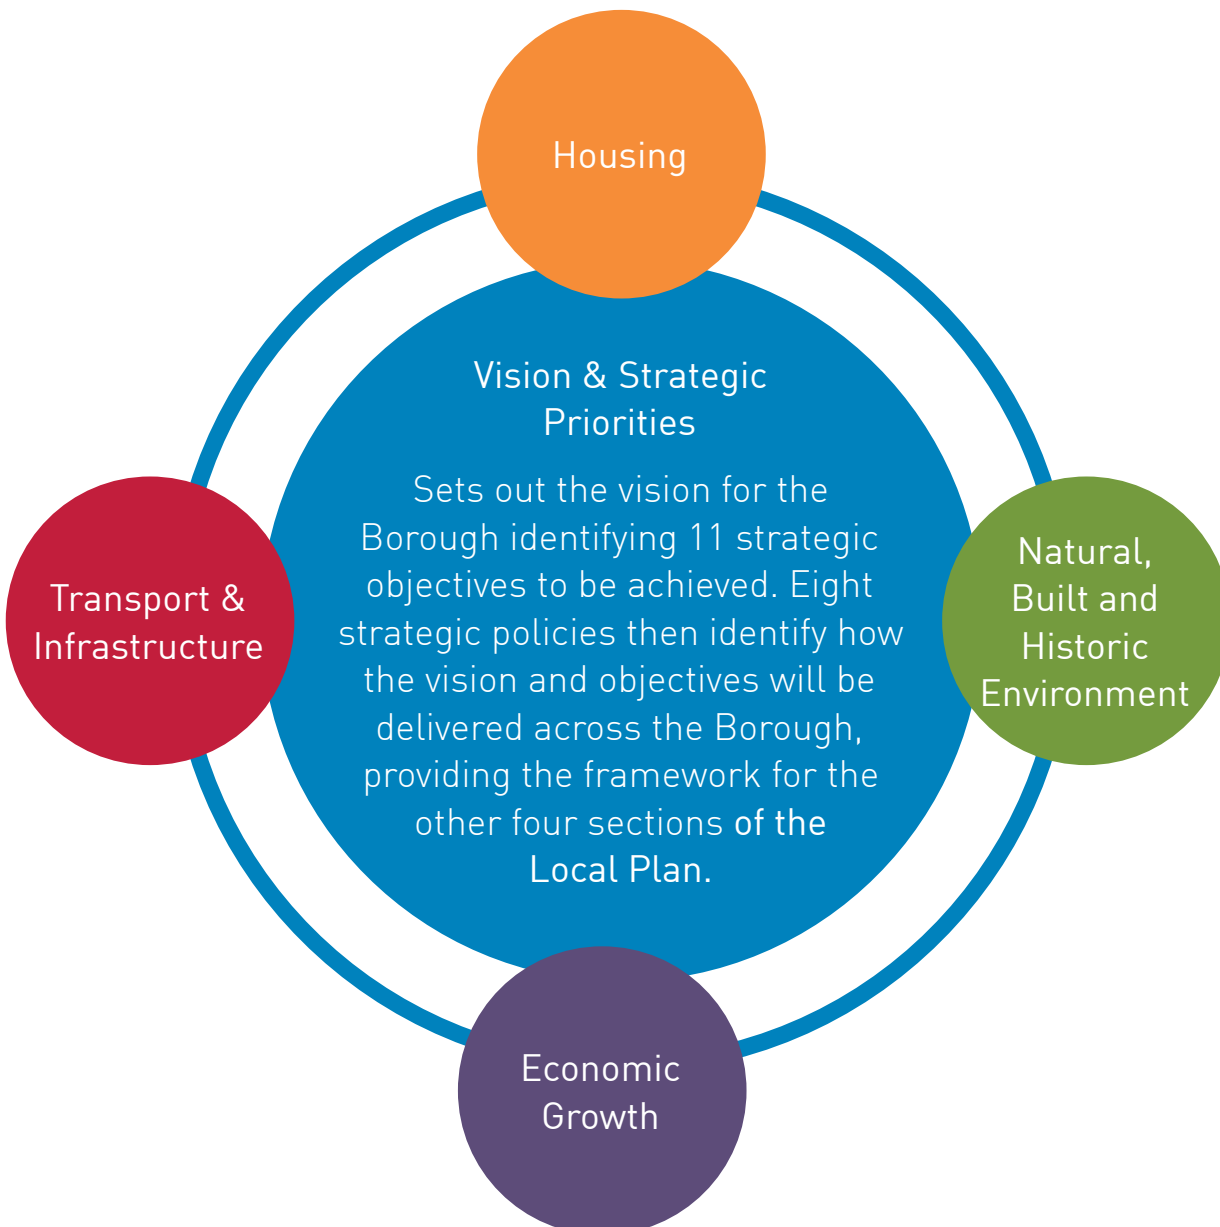 Housing
Vision & Strategic
Priorities
Sets out the vision for the
Borough identifying 11 strategic
objectives to be achieved. Eight
strategic policies then identify how
the vision and objectives will be
delivered across the Borough,
providing the framework for the
other four sections of the
Local Plan.
Transport &
Infrastructure
Natural,
Built and
Historic
Environment
Economic
Growth